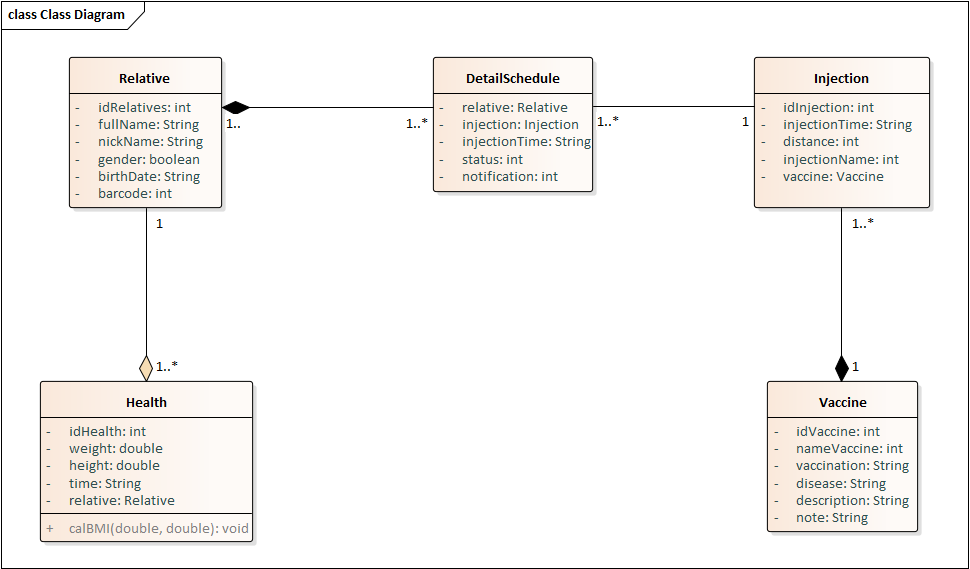 class Class Diagram
Relative
- idRelatives: int
- fullName: String
- nickName: String
- gender: boolean
- birthDate: String
- barcode: int
1..
1..*
DetailSchedule
- relative: Relative
- injection: Injection
- injectionTime: String
- status: int
- notification: int
1..*
1
Injection
- idInjection: int
- injectionTime: String
- distance: int
- injectionName: int
- vaccine: Vaccine
1
1..*
1..*
1
Health
- idHealth: int
- weight: double
- height: double
- time: String
- relative: Relative
+ calBMI(double, double): void
Vaccine
- idVaccine: int
- nameVaccine: int
- vaccination: String
- disease: String
- description: String
- note: String